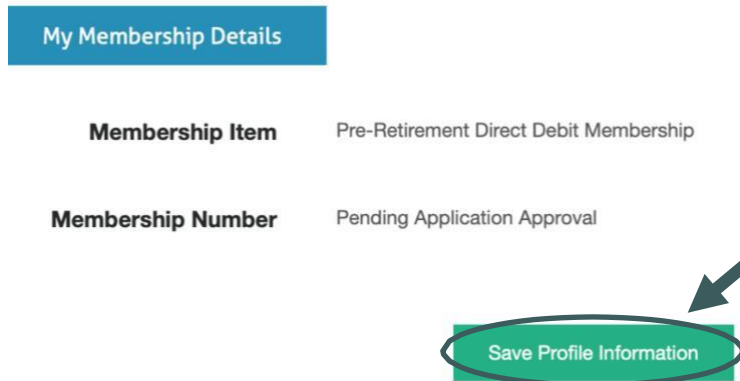 My Membership Details
Membership Item Pre-Retirement Direct Debit Membership
Membership Number Pending Application Approval
Save Profile Information